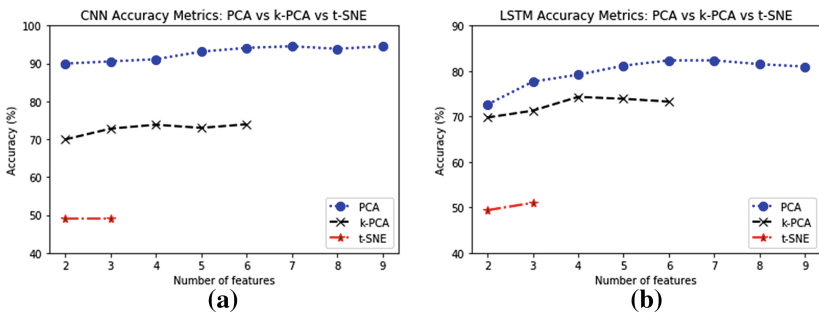 CNN Accuracy Metrics: PCA vs k-PCA vs t-SNE
100
90
80
70
60
50
40
Accuracy (%)
PCA
k-PCA
t-SNE
2 3 4 5 6 7 8 9
Number of features
(a)
LSTM Accuracy Metrics: PCA vs k-PCA vs t-SNE
90
80
70
60
50
40
Accuracy (%)
PCA
k-PCA
t-SNE
2 3 4 5 6 7 8 9
Number of features
(b)